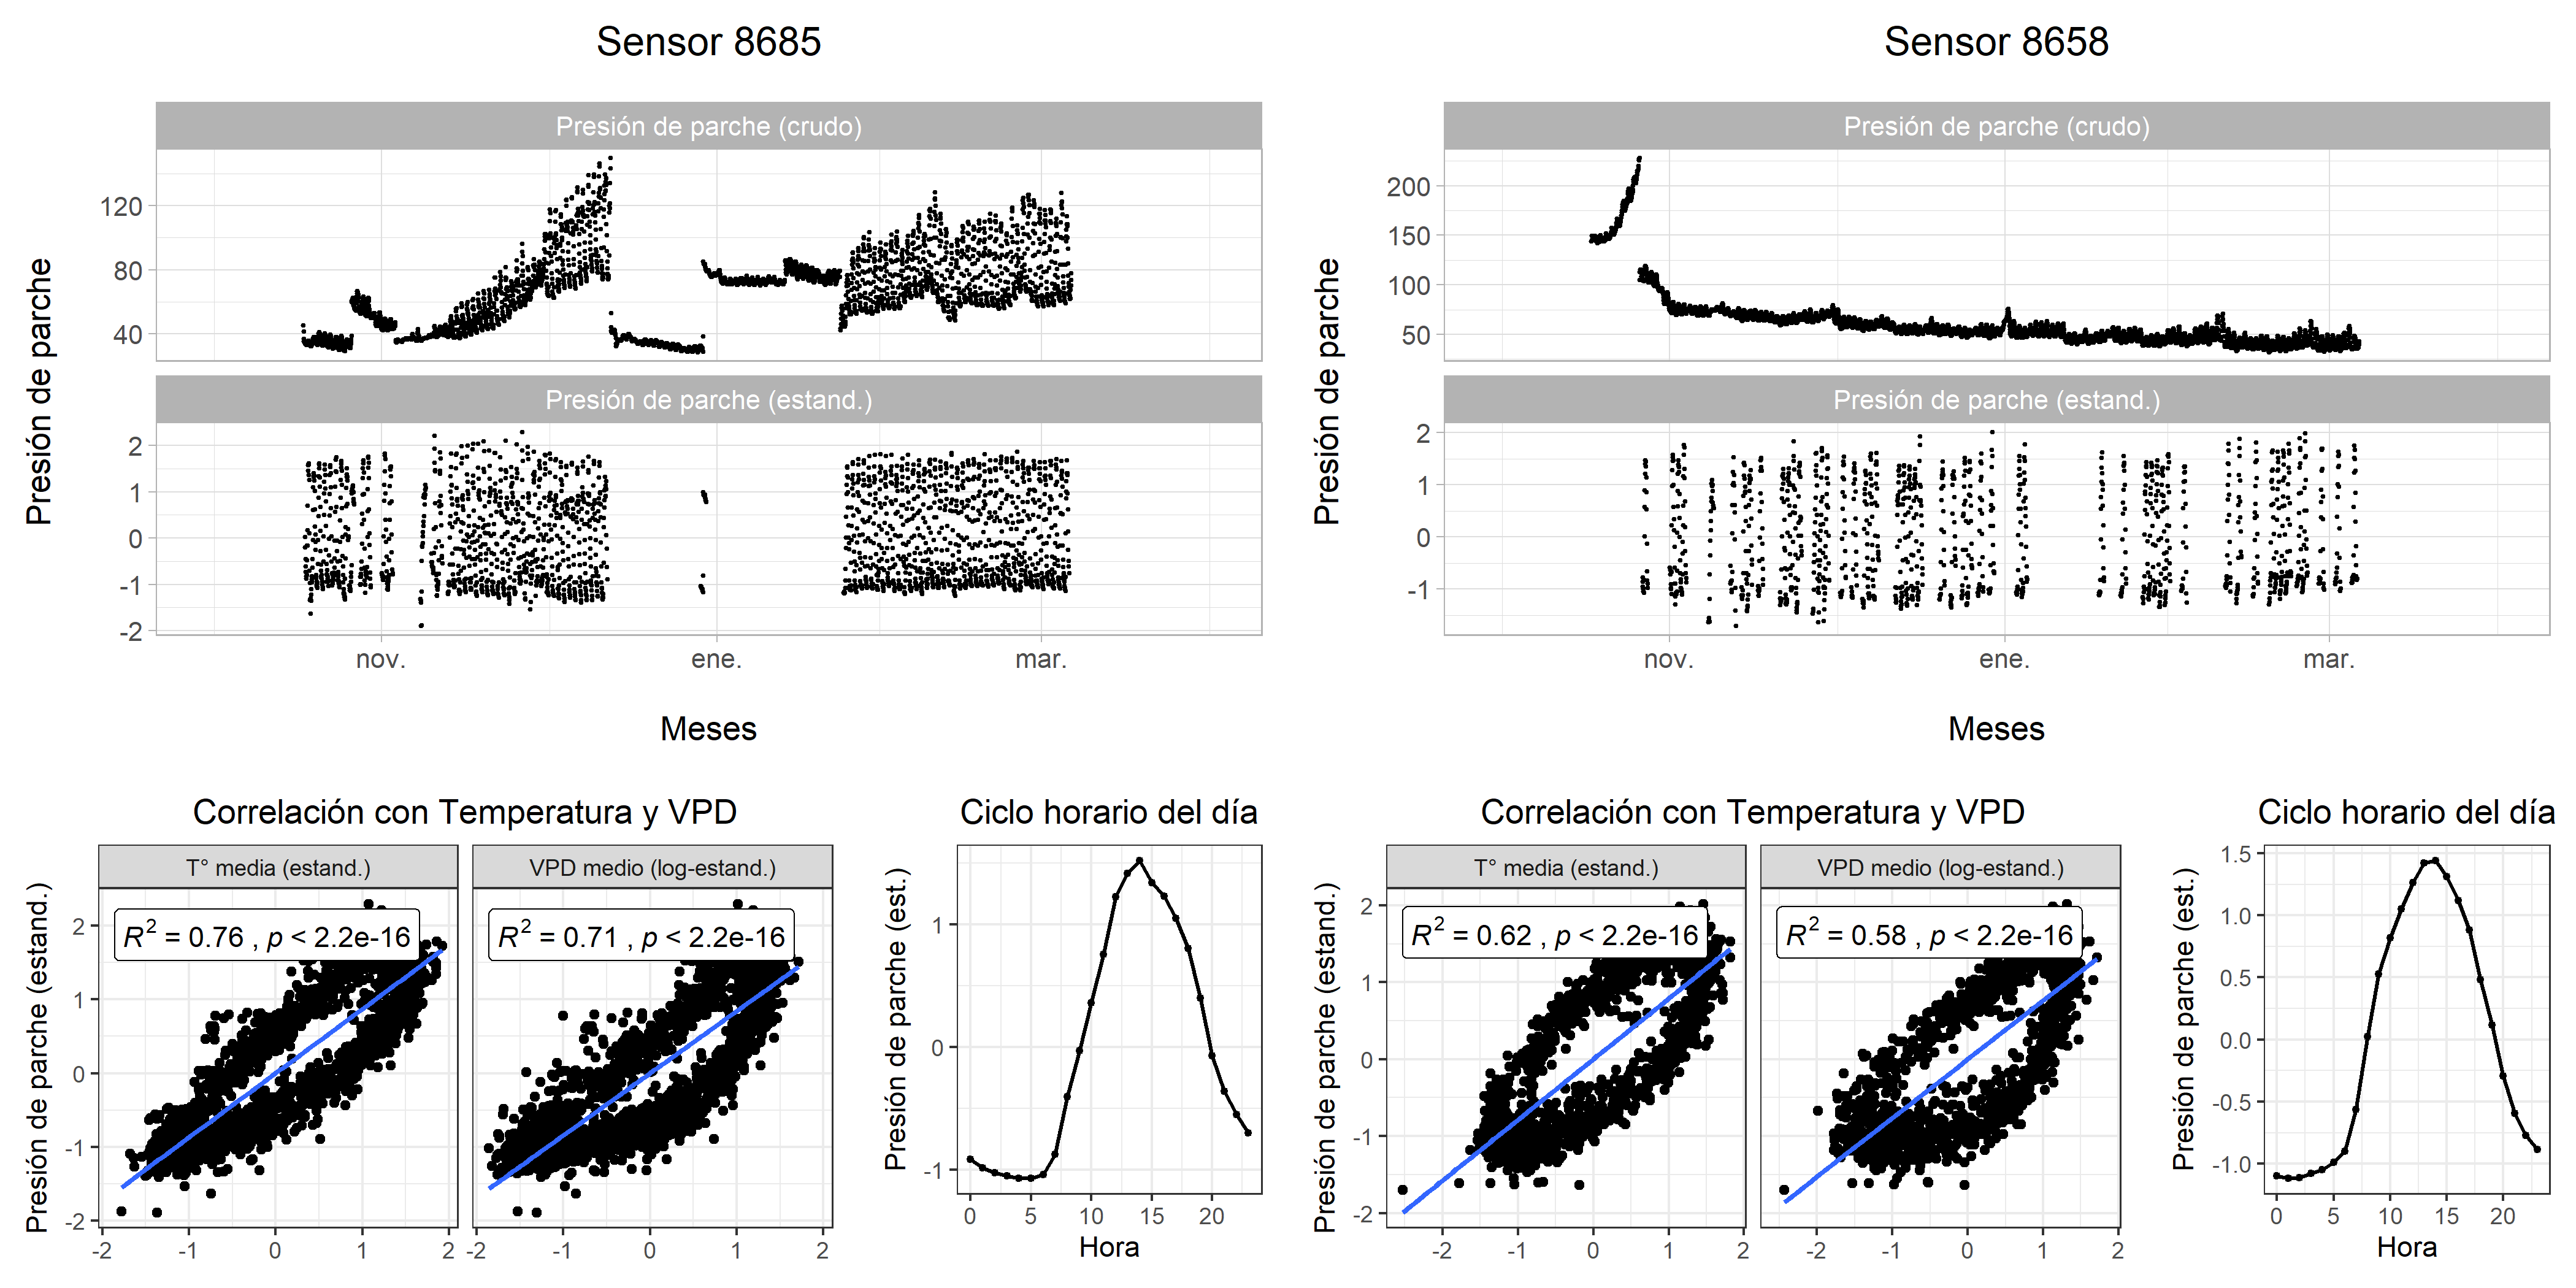 Sensor 8685
Presión de parche (crudo)
120
80
40
Presión de parche (estand.)
2
1
0
-1
-2
Presión de parche
nov. ene. mar.
Meses
Correlación con Temperatura y VPD
T° media (estand.) VPD medio (log-estand.)
R² = 0.76 , p < 2.2e-16
R² = 0.71 , p < 2.2e-16
Presión de parche (estand.)
2
1
0
-1
-2
-2 -1 0 1 2 -2 -1 0 1 2
Ciclo horario del día
Presión de parche (est.)
1
0
-1
0 5 10 15 20
Hora
Sensor 8658
Presión de parche (crudo)
200
150
100
50
Presión de parche (estand.)
2
1
0
-1
Presión de parche
nov. ene. mar.
Meses
Correlación con Temperatura y VPD
T° media (estand.) VPD medio (log-estand.)
R² = 0.62 , p < 2.2e-16
R² = 0.58 , p < 2.2e-16
Presión de parche (estand.)
2
1
0
-1
-2
-2 -1 0 1 2 -2 -1 0 1 2
Ciclo horario del día
Presión de parche (est.)
1.5
1.0
0.5
0.0
-0.5
-1.0
0 5 10 15 20
Hora